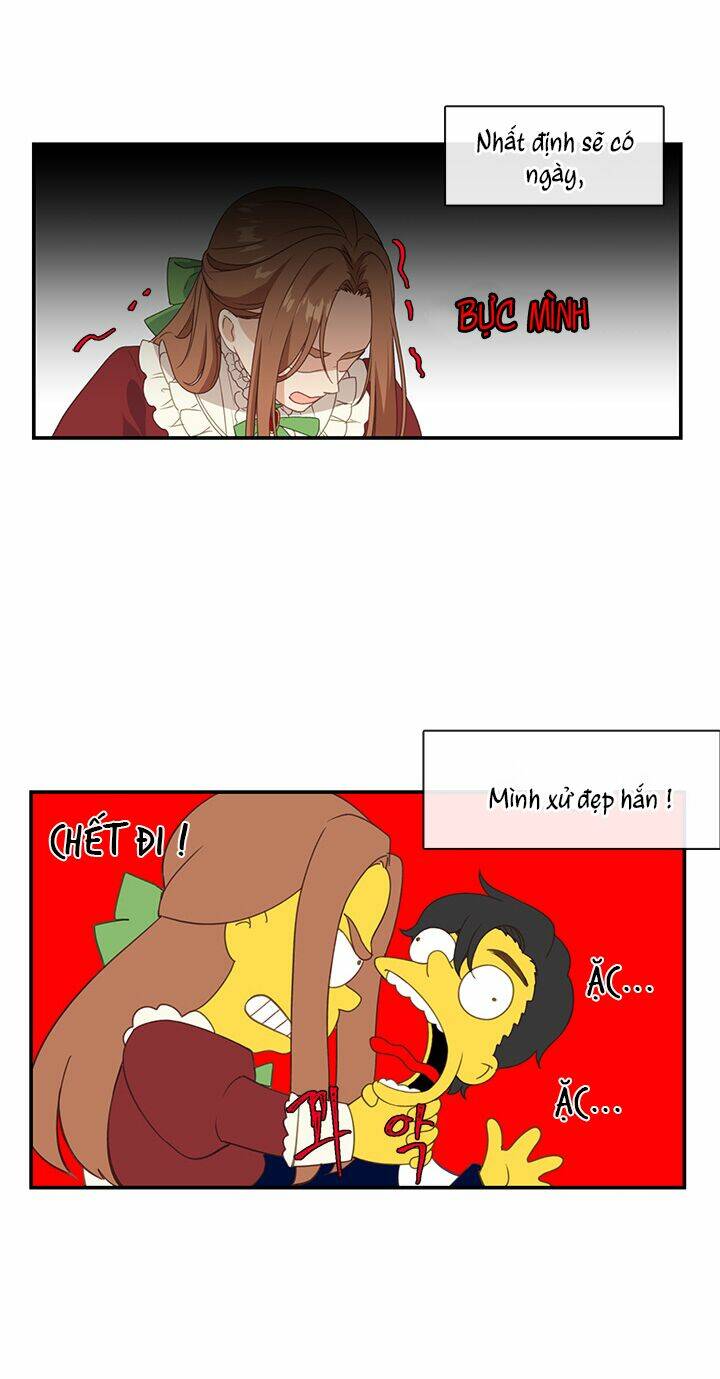 Nhất định sẽ có
ngày,
BỰC MÌNH
Mình xử đẹp hắn !
CHẾT ĐI !
ẶC...
ẶC...
꽈
악